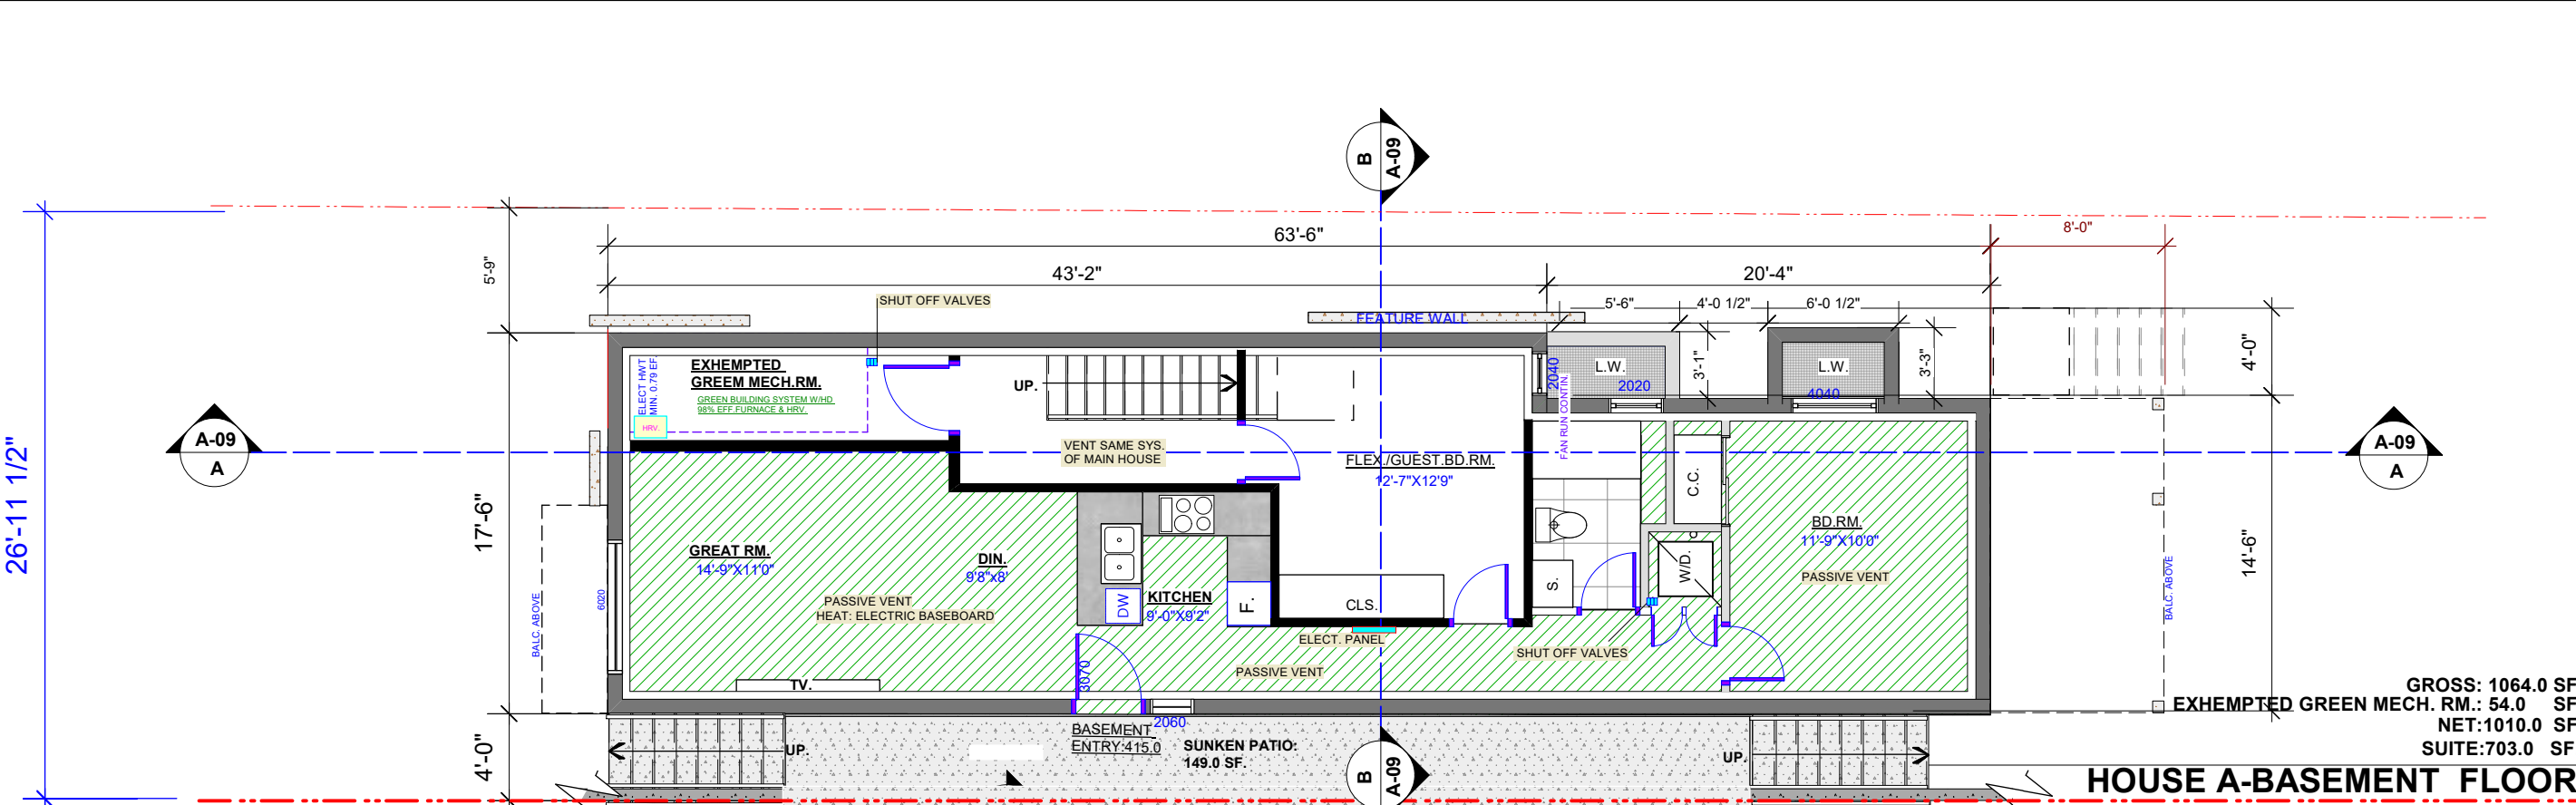 B
A-09
8'-0"
63'-6"
5'-9"
43'-2"
20'-4"
SHUT OFF VALVES
5'-6"
4'-0 1/2"
6'-0 1/2"
FEATURE WALL
ELECT HWT
MIN. 0.79 EF.
EXHEMPTED
GREEM MECH.RM.
GREEN BUILDING SYSTEM W/HD
98% EFF.FURNACE & HRV.
HRV.
UP.
2040
L.W.
2020
3'-1"
L.W.
4040
3'-3"
4'-0"
FAN RUN CONTIN.
A-09
A
VENT SAME SYS.
OF MAIN HOUSE
FLEX./GUEST.BD.RM.
12'-7"X12'9"
C.C.
A-09
A
26'-11 1/2"
17'-6"
GREAT RM.
14'-9"X11'0"
DIN.
9'8"x8'
PASSIVE VENT
HEAT: ELECTRIC BASEBOARD
6020
BALC. ABOVE
DW
KITCHEN
9'-0"X9'2"
F.
CLS.
S.
W/D.
BD.RM.
11'-9"X10'0"
PASSIVE VENT
14'-6"
BALC. ABOVE
ELECT. PANEL
SHUT OFF VALVES
PASSIVE VENT
3070
TV.
2060
GROSS: 1064.0 SF
EXHEMPTED GREEN MECH. RM.: 54.0 SF
NET:1010.0 SF
SUITE:703.0 SF
4'-0"
UP.
BASEMENT
ENTRY:415.0
SUNKEN PATIO:
149.0 SF.
B
A-09
UP.
HOUSE A-BASEMENT FLOOR